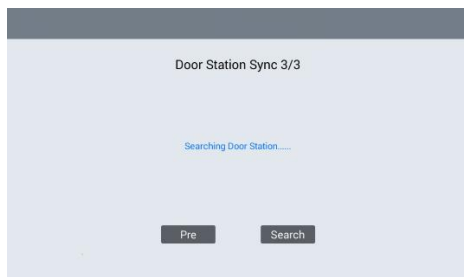 Door Station Sync 3/3
Searching Door Station......
Pre
Search